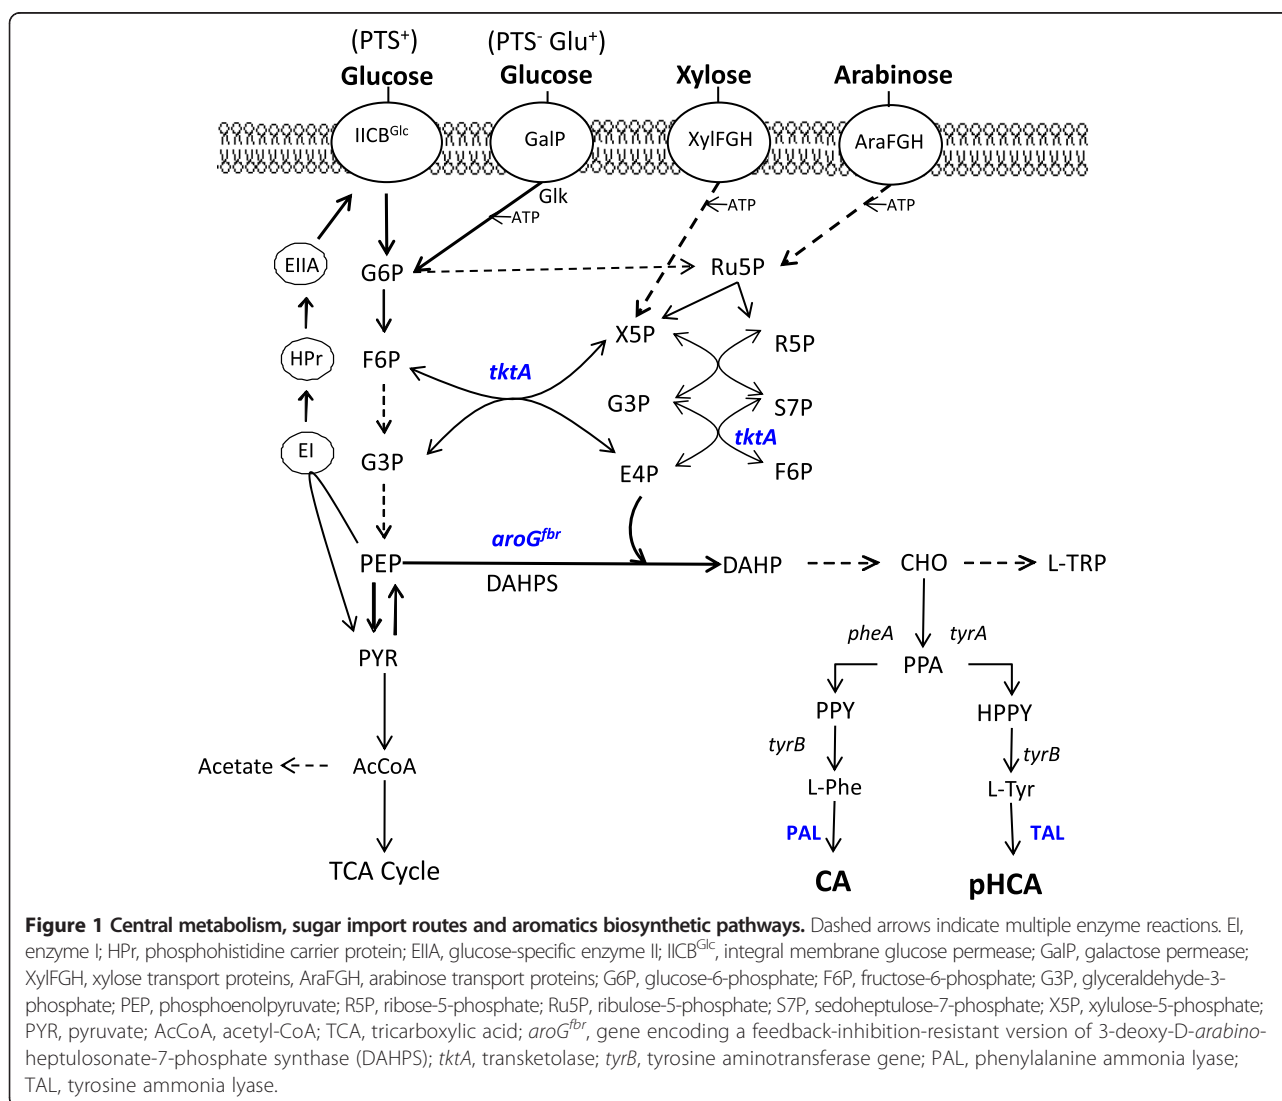 (PTS⁺) (PTS⁻ Glu⁺)
Glucose Glucose Xylose Arabinose
IICB^Glc GalP XylFGH AraFGH
Glk
ATP ATP ATP
EIIA G6P Ru5P
X5P R5P
HPr F6P tktA
G3P S7P
tktA
EI G3P E4P F6P
aroG^fbr
PEP DAHPS DAHP CHO L-TRP
pheA tyrA
PYR PPA
PPY HPPY
tyrB tyrB
Acetate AcCoA L-Phe L-Tyr
PAL TAL
TCA Cycle CA pHCA
Figure 1 Central metabolism, sugar import routes and aromatics biosynthetic pathways. Dashed arrows indicate multiple enzyme reactions. EI,
enzyme I; HPr, phosphohistidine carrier protein; EIIA, glucose-specific enzyme II; IICB^Glc, integral membrane glucose permease; GalP, galactose permease;
XylFGH, xylose transport proteins, AraFGH, arabinose transport proteins; G6P, glucose-6-phosphate; F6P, fructose-6-phosphate; G3P, glyceraldehyde-3-
phosphate; PEP, phosphoenolpyruvate; R5P, ribose-5-phosphate; Ru5P, ribulose-5-phosphate; S7P, sedoheptulose-7-phosphate; X5P, xylulose-5-phosphate;
PYR, pyruvate; AcCoA, acetyl-CoA; TCA, tricarboxylic acid; aroG^fbr, gene encoding a feedback-inhibition-resistant version of 3-deoxy-D-arabino-
heptulosonate-7-phosphate synthase (DAHPS); tktA, transketolase; tyrB, tyrosine aminotransferase gene; PAL, phenylalanine ammonia lyase;
TAL, tyrosine ammonia lyase.